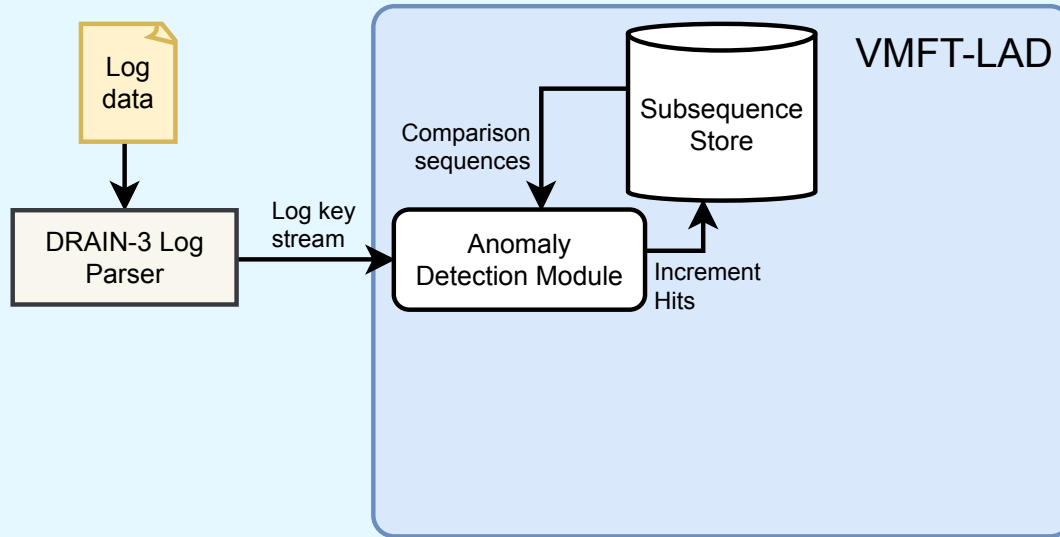 Log
data
VMFT-LAD
Subsequence
Store
Comparison
sequences
DRAIN-3 Log
Parser
Log key
stream
Anomaly
Detection Module
Increment
Hits